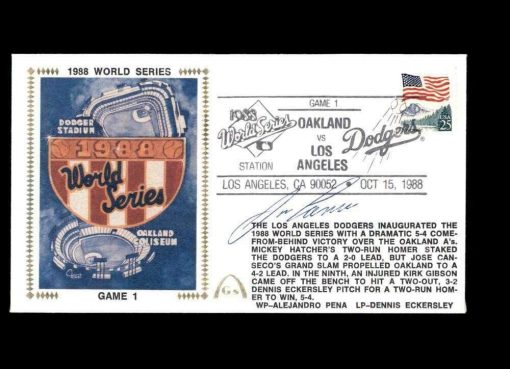 1988 WORLD SERIES
DODGER
STADIUM
1988
World
Series
OAKLAND
COLISEUM
GAME 1
GAME 1
1988
World Series
STATION
OAKLAND
VS
LOS
ANGELES
Dodgers
LOS ANGELES, CA 90052 OCT 15, 1988
USA
25
THE LOS ANGELES DODGERS INAUGURATED THE
1988 WORLD SERIES WITH A DRAMATIC 5-4 COME-
FROM-BEHIND VICTORY OVER THE OAKLAND A's.
MICKEY HATCHER'S TWO-RUN HOMER STAKED
THE DODGERS TO A 2-0 LEAD, BUT JOSE CAN-
SECO'S GRAND SLAM PROPELLED OAKLAND TO A
4-2 LEAD. IN THE NINTH, AN INJURED KIRK GIBSON
CAME OFF THE BENCH TO HIT A TWO-OUT, 3-2
DENNIS ECKERSLEY PITCH FOR A TWO-RUN HOM-
ER TO WIN, 5-4.
WP-ALEJANDRO PENA LP-DENNIS ECKERSLEY